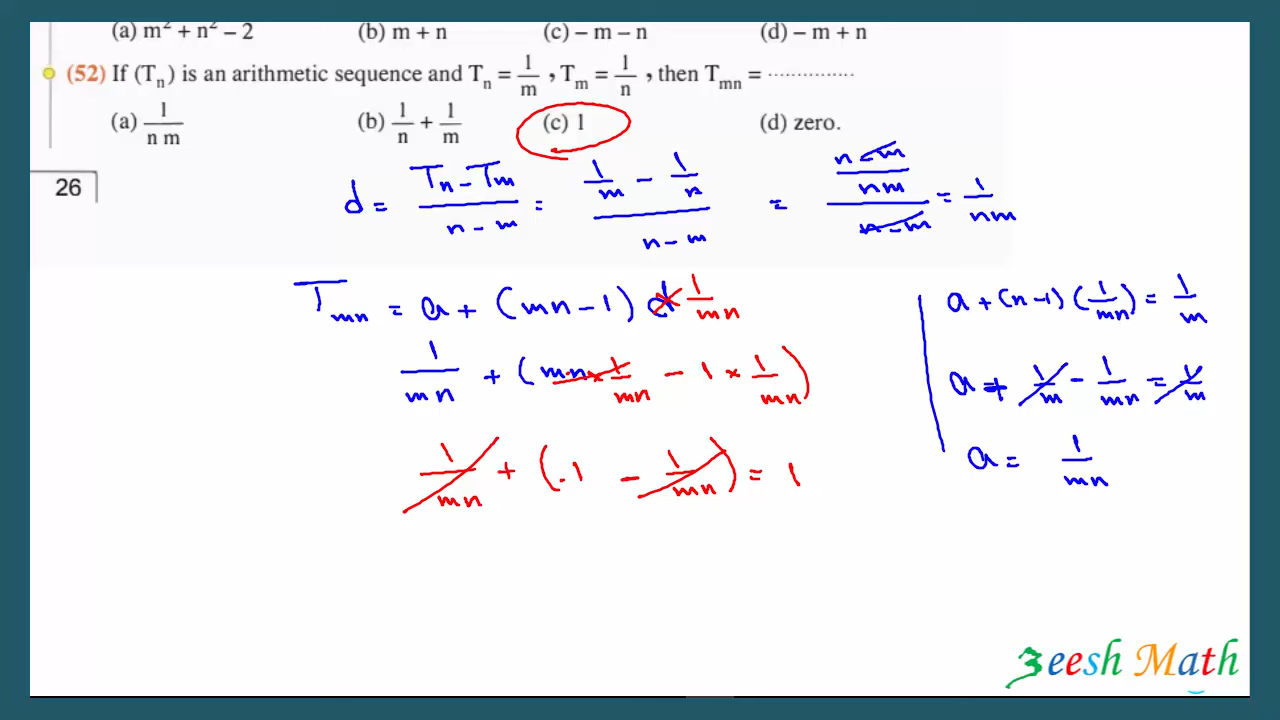 (a) m² + n² – 2 (b) m + n (c) – m – n (d) – m + n
(52) If (Tₙ) is an arithmetic sequence and Tₙ = 1/m , Tₘ = 1/n , then Tₘₙ = ...............
(a) 1/(n m) (b) 1/n + 1/m (c) 1 (d) zero.
26
d = (Tₙ - Tₘ)/(n - m) = (1/m - 1/n)/(n - m) = ((n - m)/(nm))/(n - m) = 1/(nm)
Tₘₙ = a + (mn - 1) d × 1/(mn)
1/(mn) + (mn × 1/(mn) - 1 × 1/(mn))
1/(mn) + (.1 - 1/(mn)) = 1
a + (n - 1) (1/(mn)) = 1/m
a + 1/m - 1/(mn) = 1/m
a = 1/(mn)
3eesh Math